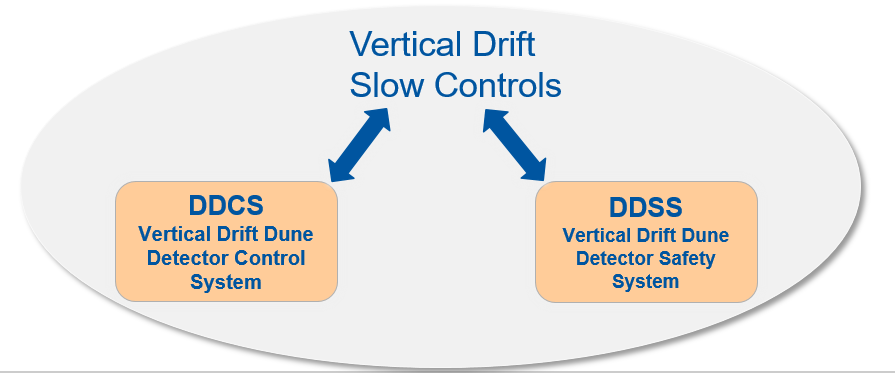 Vertical Drift
Slow Controls
DDCS
Vertical Drift Dune
Detector Control
System
DDSS
Vertical Drift Dune
Detector Safety
System